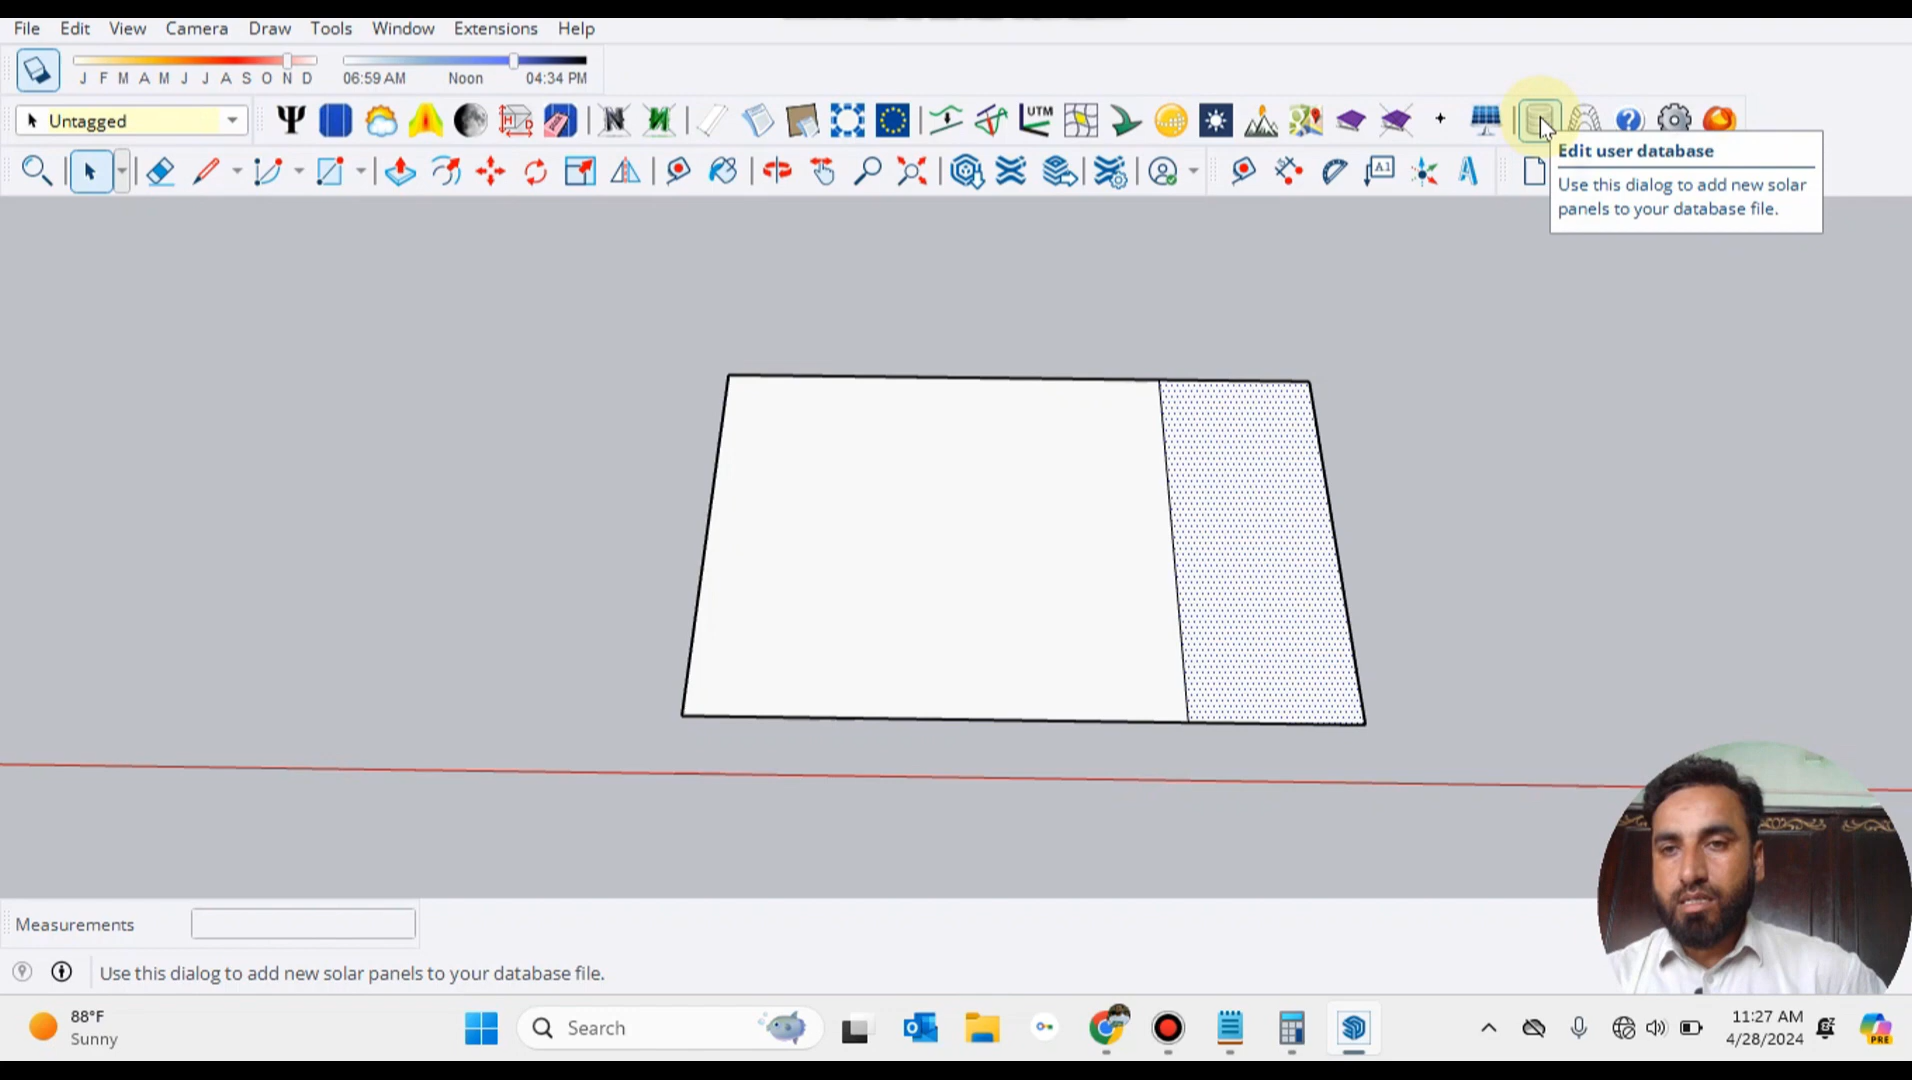 File Edit View Camera Draw Tools Window Extensions Help
J F M A M J J A S O N D 06:59 AM Noon 04:34 PM
Untagged
UTM
Edit user database
Use this dialog to add new solar
panels to your database file.
A1
Measurements
Use this dialog to add new solar panels to your database file.
88°F
Sunny
Search
11:27 AM
4/28/2024
PRE